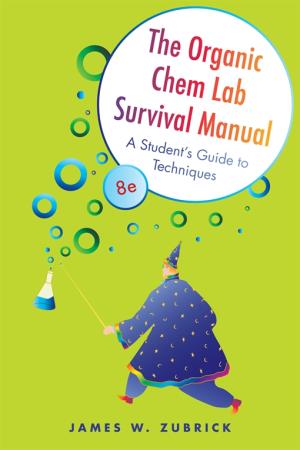 The Organic
Chem Lab
Survival Manual
A Student's Guide to
Techniques
8e
JAMES W. ZUBRICK